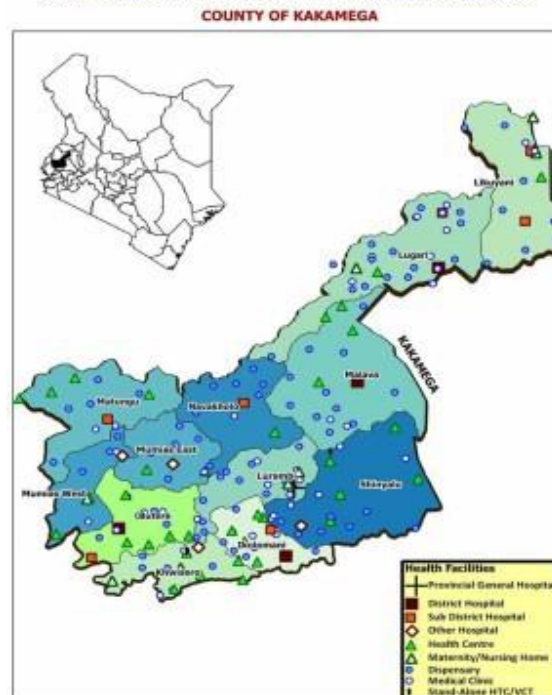 COUNTY OF KAKAMEGA
Likuyani
Lugari
KAKAMEGA
Malava
Matungu
Navakholo
Mumias East
Lurambi
Shinyalu
Mumias West
Butere
Ikolomani
Khwisero
Health Facilities
Provincial General Hospital
District Hospital
Sub District Hospital
Other Hospital
Health Centre
Maternity/Nursing Home
Dispensary
Medical Clinic
Stand-Alone HTC/VCT